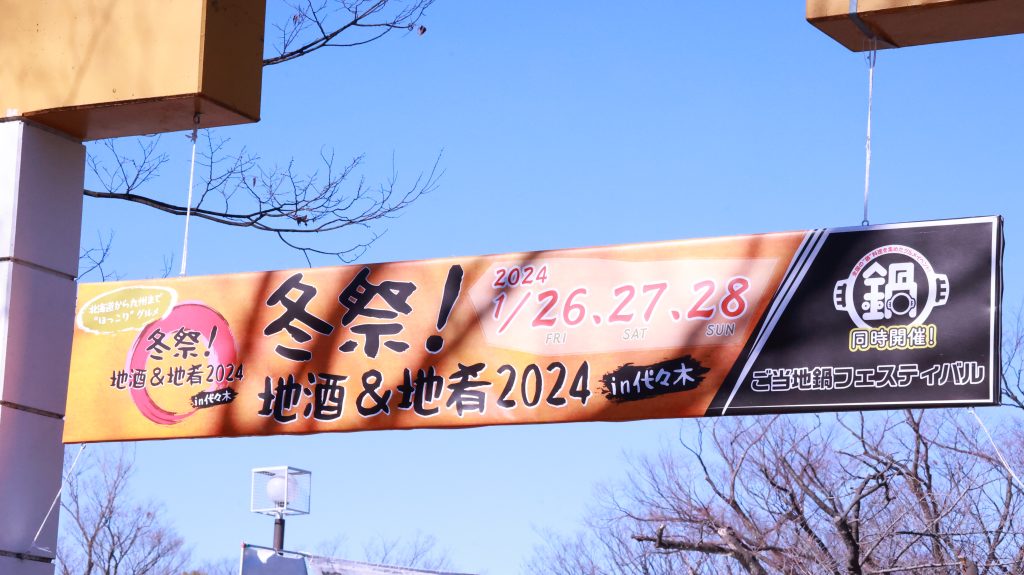 北海道から九州まで
"ほっこり"グルメ
冬祭!
地酒&地肴2024
in代々木
冬祭!
地酒&地肴2024
in代々木
2024
1/26.27.28
FRI SAT SUN
鍋
同時開催!
ご当地鍋フェスティバル